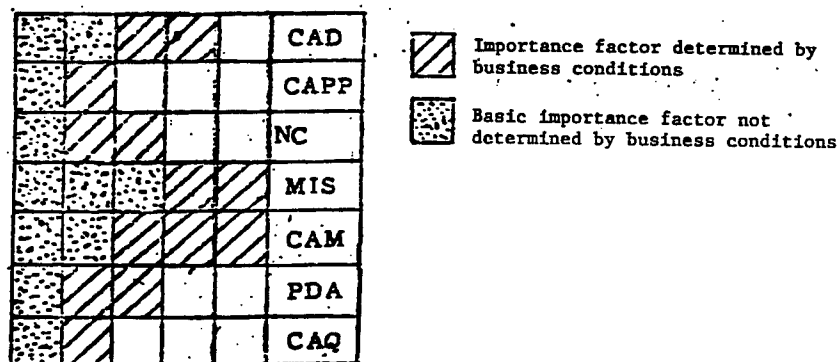 CAD
CAPP
NC
MIS
CAM
PDA
CAQ
Importance factor determined by
business conditions
Basic importance factor not
determined by business conditions